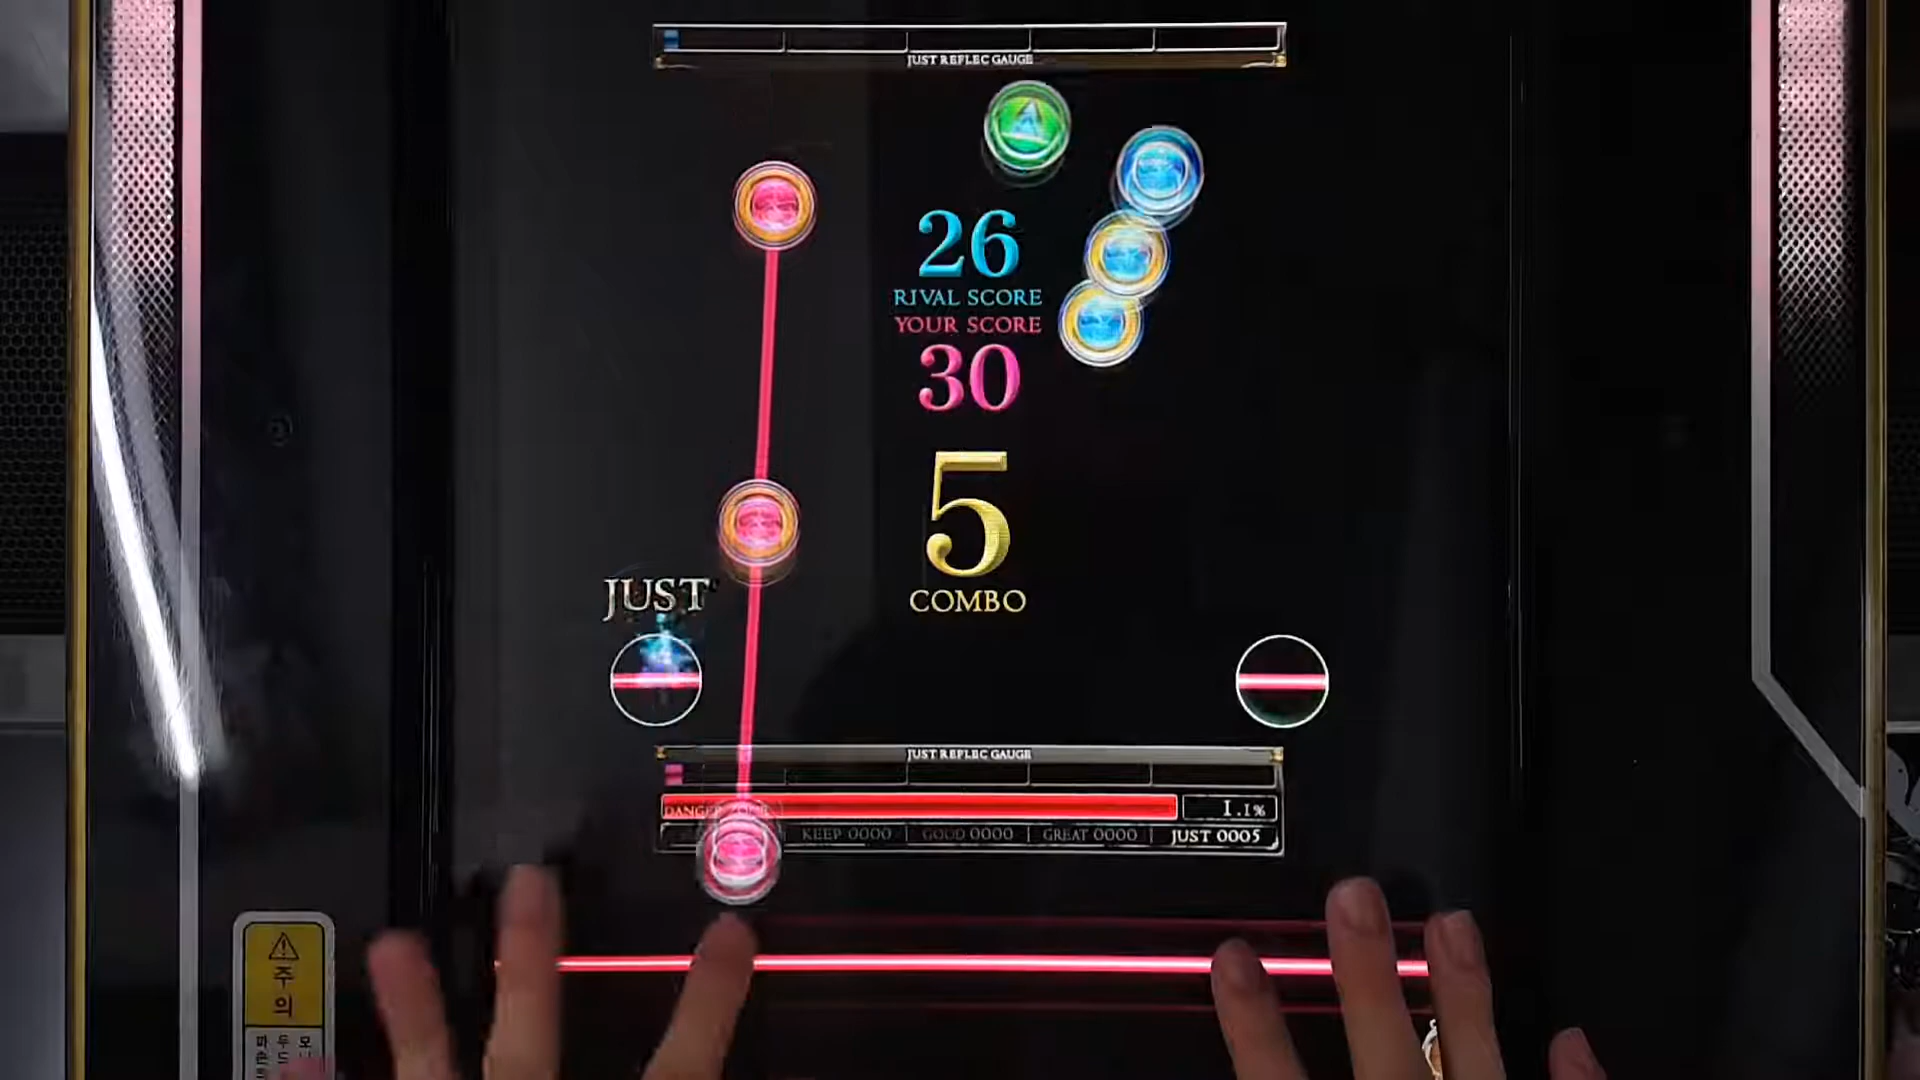 JUST REFLEC GAUGE
26
RIVAL SCORE
YOUR SCORE
30
5
COMBO
JUST
JUST REFLEC GAUGE
1.1%
KEEP 0000 GOOD 0000 GREAT 0000 JUST 0005
주의